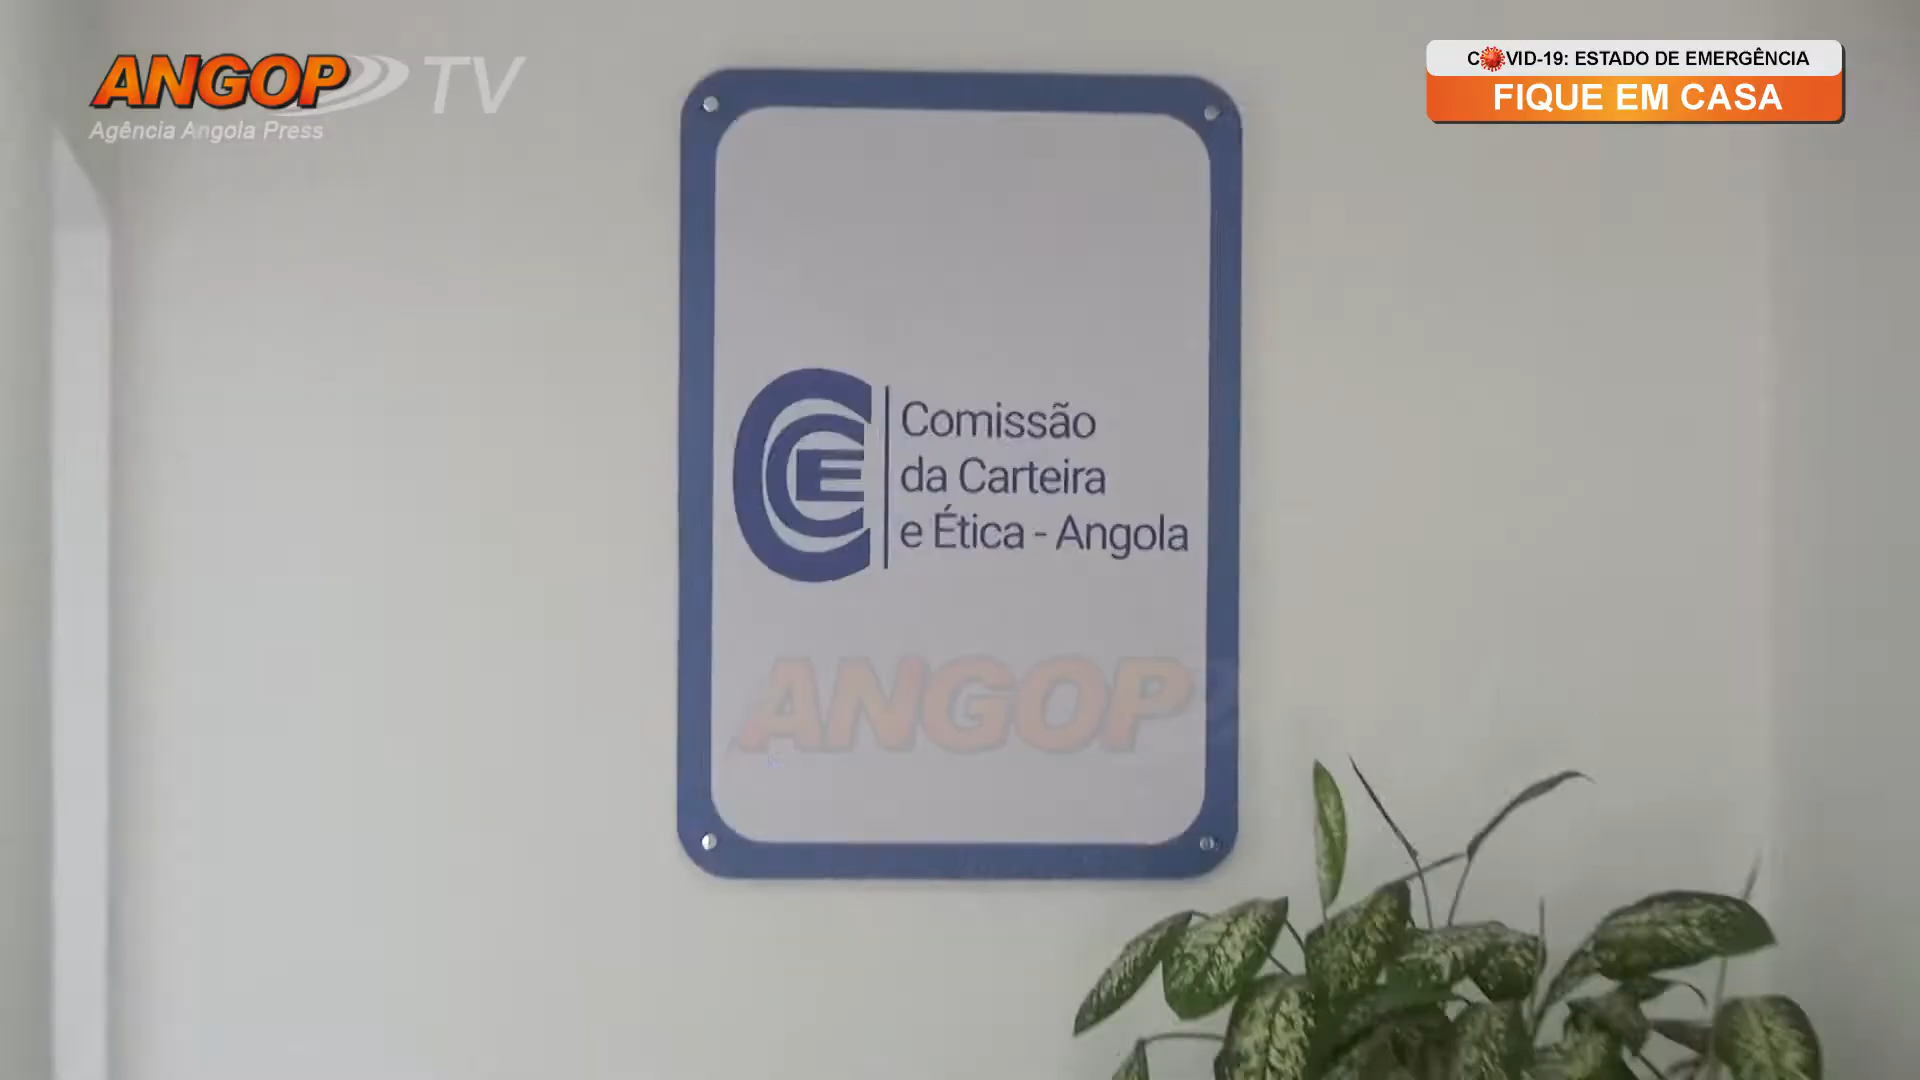 ANGOP TV
Agência Angola Press
COVID-19: ESTADO DE EMERGÊNCIA
FIQUE EM CASA
CCE
Comissão
da Carteira
e Ética - Angola
ANGOP